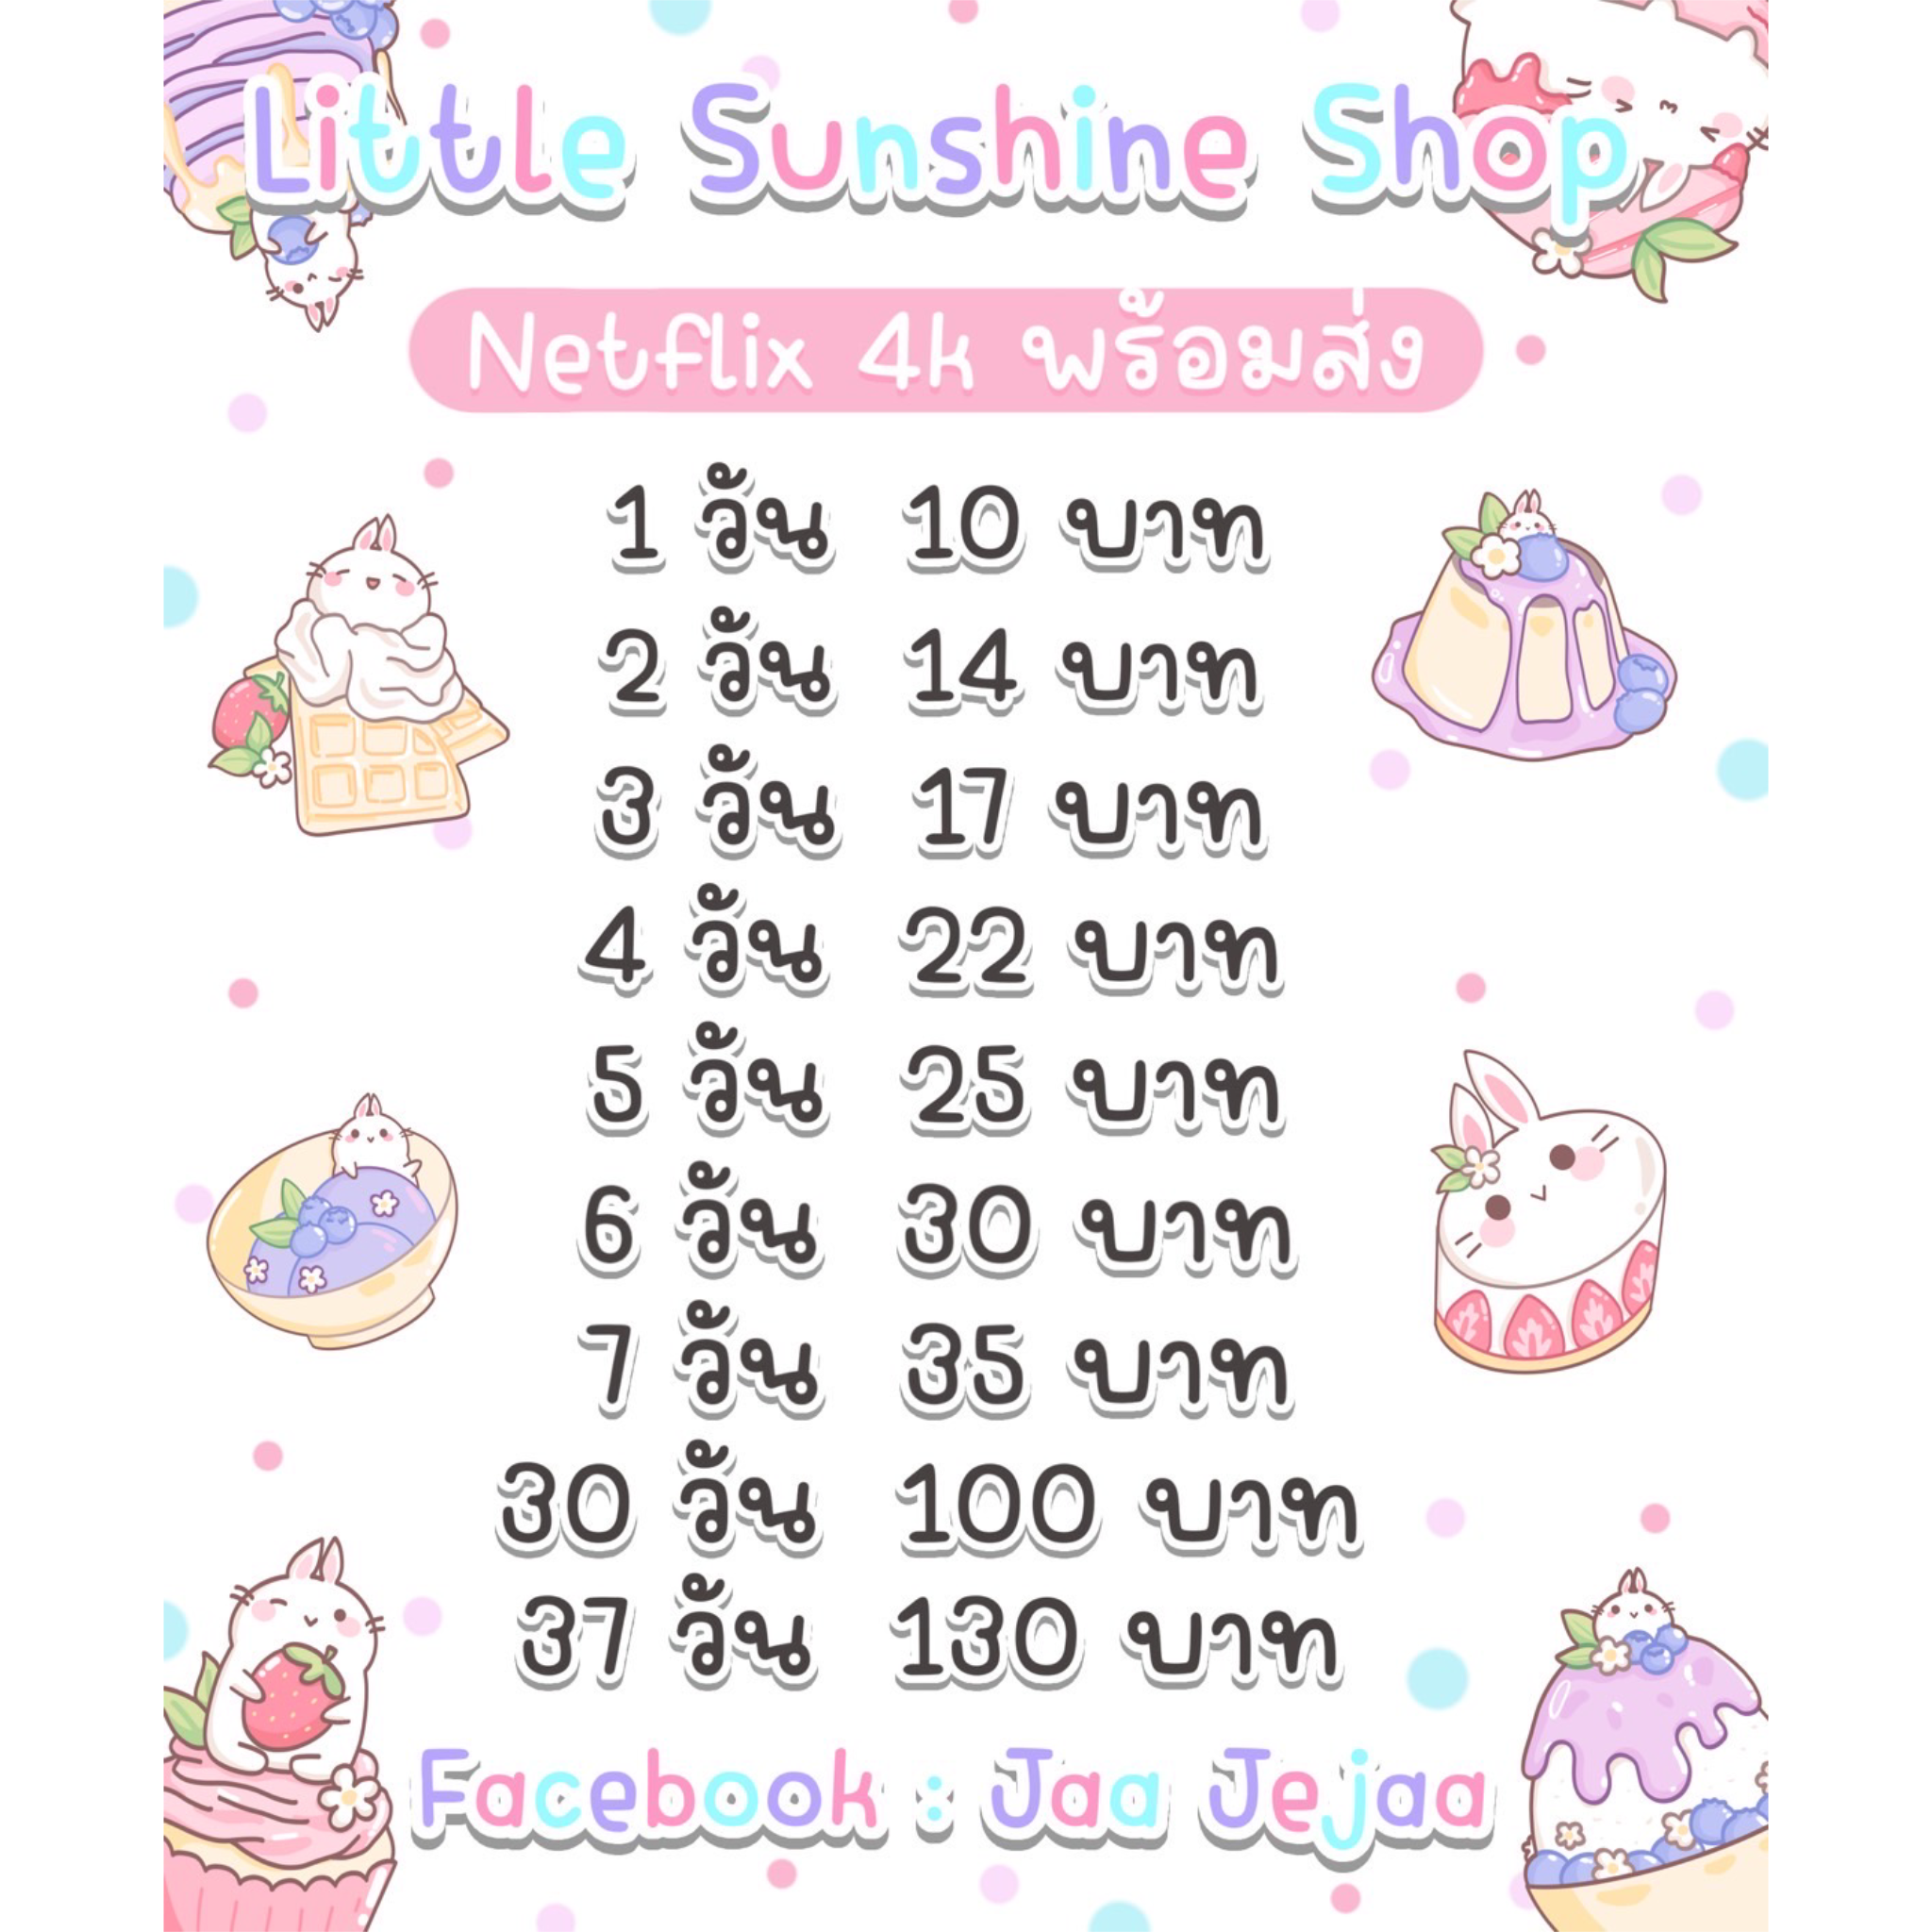 Little Sunshine Shop
Netflix 4k พร้อมส่ง
1 วัน 10 บาท
2 วัน 14 บาท
3 วัน 17 บาท
4 วัน 22 บาท
5 วัน 25 บาท
6 วัน 30 บาท
7 วัน 35 บาท
30 วัน 100 บาท
37 วัน 130 บาท
Facebook : Jaa Jejaa